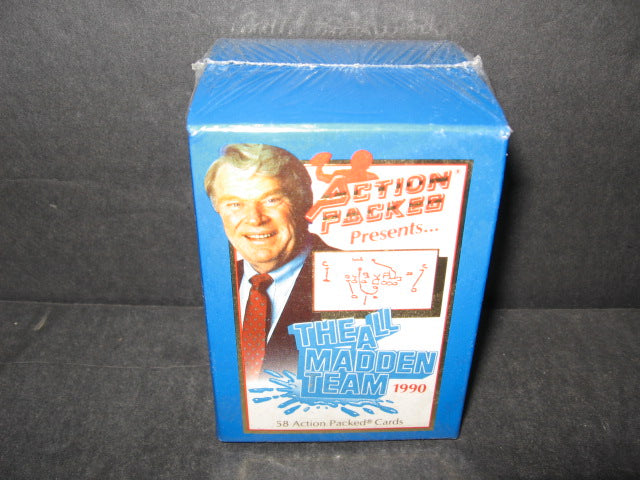 ACTION
PACKED
Presents...
THE ALL
MADDEN
TEAM 1990
58 Action Packed® Cards